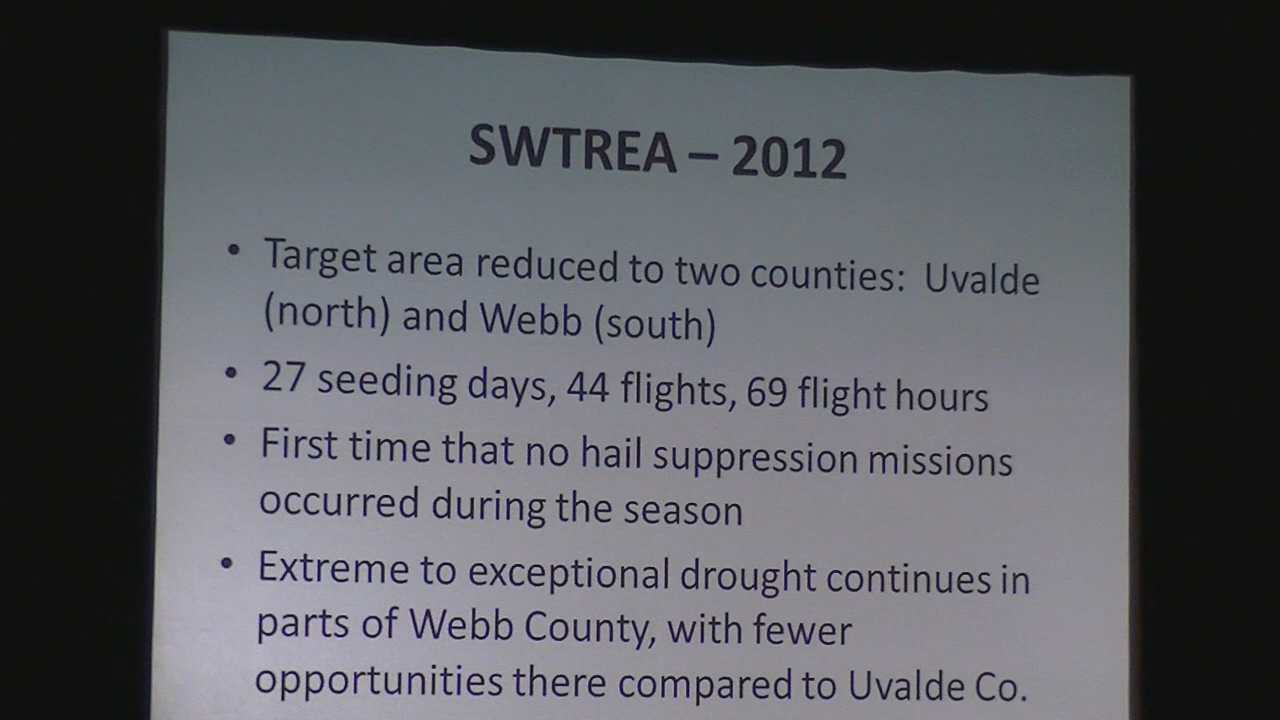 SWTREA – 2012
• Target area reduced to two counties:  Uvalde
(north) and Webb (south)
• 27 seeding days, 44 flights, 69 flight hours
• First time that no hail suppression missions
occurred during the season
• Extreme to exceptional drought continues in
parts of Webb County, with fewer
opportunities there compared to Uvalde Co.